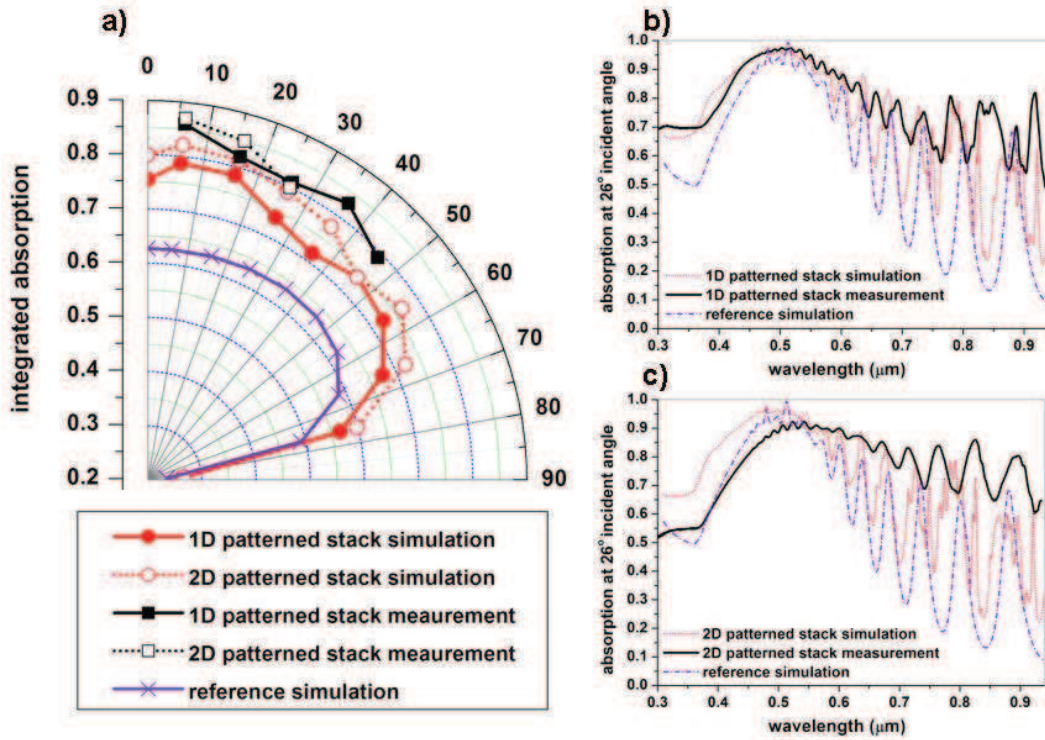 a)
integrated absorption
0.9
0.8
0.7
0.6
0.5
0.4
0.3
0.2
0
10
20
30
40
50
60
70
80
90
1D patterned stack simulation
2D patterned stack simulation
1D patterned stack meaurement
2D patterned stack meaurement
reference simulation
b)
absorption at 26° incident angle
1.0
0.9
0.8
0.7
0.6
0.5
0.4
0.3
0.2
0.1
0.0
1D patterned stack simulation
1D patterned stack measurement
reference simulation
0.3 0.4 0.5 0.6 0.7 0.8 0.9
wavelength (μm)
c)
absorption at 26° incident angle
1.0
0.9
0.8
0.7
0.6
0.5
0.4
0.3
0.2
0.1
0.0
2D patterned stack simulation
2D patterned stack measurement
reference simulation
0.3 0.4 0.5 0.6 0.7 0.8 0.9
wavelength (μm)